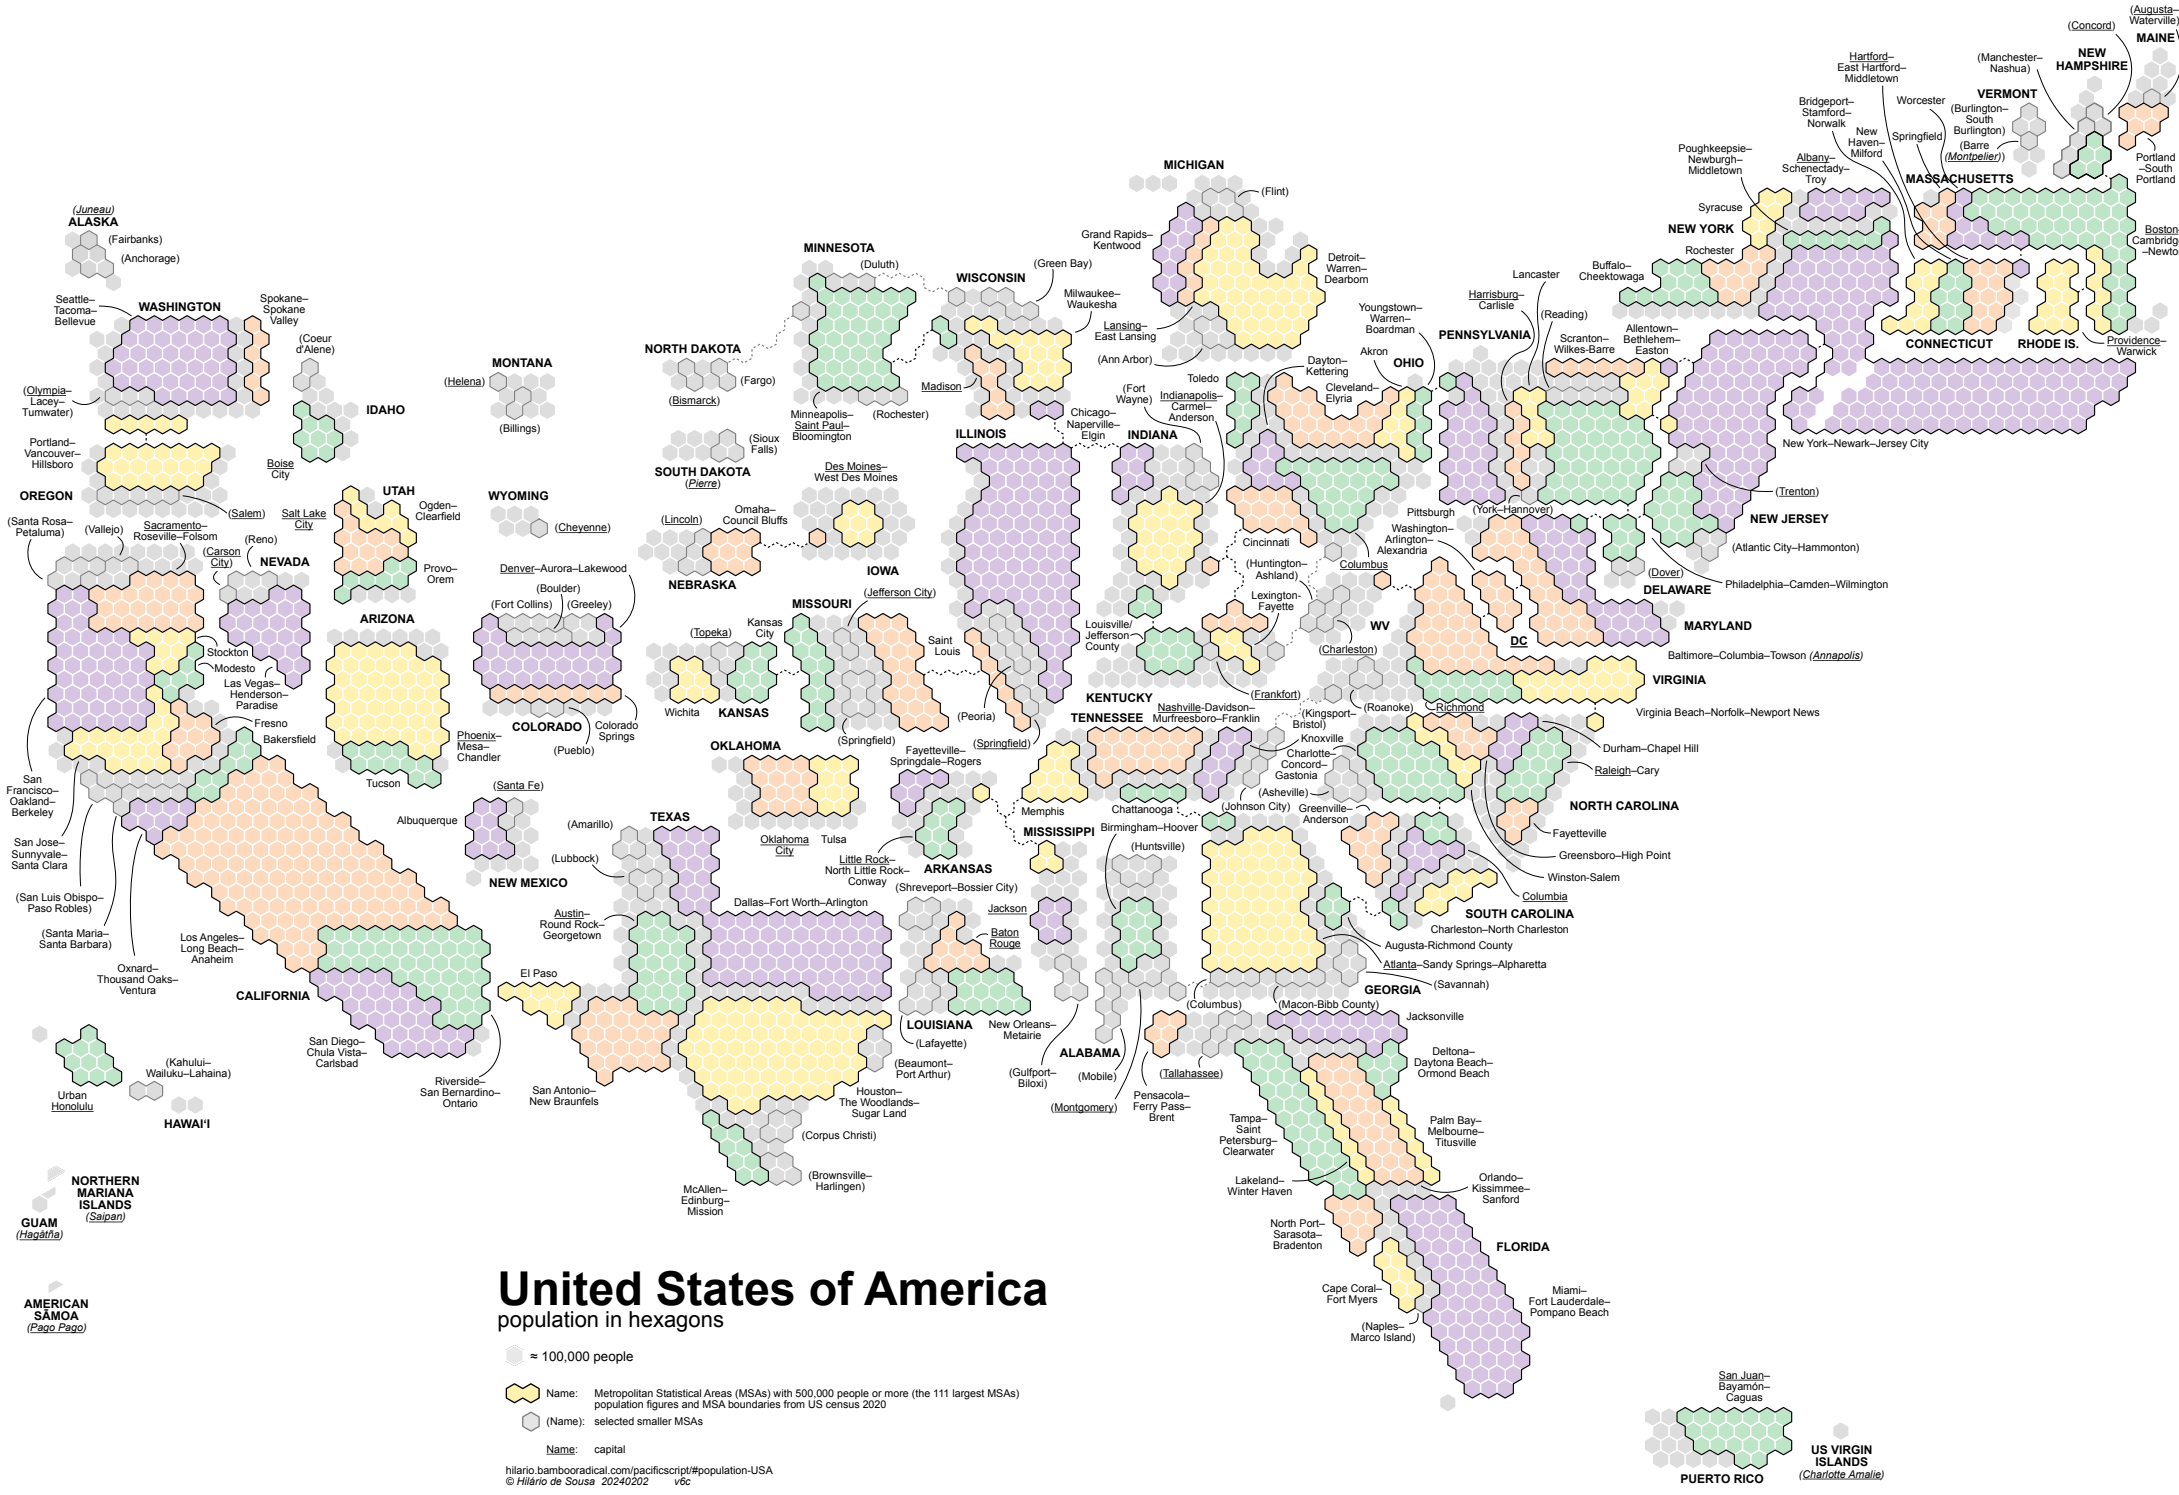 (Juneau)
ALASKA
(Fairbanks)
(Anchorage)
Seattle–
Tacoma–
Bellevue
WASHINGTON
Spokane–
Spokane
Valley
(Olympia–
Lacey–
Tumwater)
(Coeur
d'Alene)
IDAHO
Boise
City
Portland–
Vancouver–
Hillsboro
OREGON
(Salem)
MONTANA
(Helena)
(Billings)
NORTH DAKOTA
(Fargo)
(Bismarck)
(Sioux
Falls)
SOUTH DAKOTA
(Pierre)
WYOMING
(Cheyenne)
UTAH
Ogden–
Clearfield
Salt Lake
City
Provo–
Orem
(Santa Rosa–
Petaluma)
(Vallejo)
Sacramento–
Roseville–Folsom
(Carson
City)
(Reno)
NEVADA
Stockton
Modesto
Las Vegas–
Henderson–
Paradise
Fresno
Bakersfield
San
Francisco–
Oakland–
Berkeley
San Jose–
Sunnyvale–
Santa Clara
(San Luis Obispo–
Paso Robles)
(Santa Maria–
Santa Barbara)
Oxnard–
Thousand Oaks–
Ventura
Los Angeles–
Long Beach–
Anaheim
CALIFORNIA
San Diego–
Chula Vista–
Carlsbad
Riverside–
San Bernardino–
Ontario
ARIZONA
Phoenix–
Mesa–
Chandler
Tucson
Denver–Aurora–Lakewood
(Boulder)
(Fort Collins)
(Greeley)
COLORADO
Colorado
Springs
(Pueblo)
(Santa Fe)
Albuquerque
NEW MEXICO
(Lincoln)
Omaha–
Council Bluffs
NEBRASKA
Des Moines–
West Des Moines
IOWA
(Topeka)
Kansas
City
Wichita
KANSAS
MISSOURI
(Jefferson City)
Saint
Louis
(Springfield)
OKLAHOMA
Oklahoma
City
Tulsa
Fayetteville–
Springdale–Rogers
Little Rock–
North Little Rock–
Conway
ARKANSAS
TEXAS
(Amarillo)
(Lubbock)
Dallas–Fort Worth–Arlington
Austin–
Round Rock–
Georgetown
El Paso
San Antonio–
New Braunfels
Houston–
The Woodlands–
Sugar Land
(Beaumont–
Port Arthur)
(Corpus Christi)
(Brownsville–
Harlingen)
McAllen–
Edinburg–
Mission
(Shreveport–Bossier City)
Baton
Rouge
LOUISIANA
New Orleans–
Metairie
(Lafayette)
MINNESOTA
(Duluth)
Minneapolis–
Saint Paul–
Bloomington
(Rochester)
WISCONSIN
(Green Bay)
Milwaukee–
Waukesha
Madison
Chicago–
Naperville–
Elgin
ILLINOIS
(Peoria)
(Springfield)
MICHIGAN
(Flint)
Grand Rapids–
Kentwood
Detroit–
Warren–
Dearborn
Lansing–
East Lansing
(Ann Arbor)
INDIANA
(Fort
Wayne)
Indianapolis–
Carmel–
Anderson
Toledo
Dayton–
Kettering
Cleveland–
Elyria
Akron
OHIO
Youngstown–
Warren–
Boardman
Cincinnati
Columbus
Louisville/
Jefferson
County
KENTUCKY
Lexington-
Fayette
(Frankfort)
(Huntington-
Ashland)
WV
(Charleston)
TENNESSEE
Nashville-Davidson–
Murfreesboro–Franklin
Memphis
Chattanooga
Knoxville
(Kingsport–
Bristol)
(Johnson City)
MISSISSIPPI
Jackson
(Gulfport–
Biloxi)
Birmingham–Hoover
(Huntsville)
ALABAMA
(Mobile)
(Montgomery)
GEORGIA
Atlanta–Sandy Springs–Alpharetta
Augusta-Richmond County
(Savannah)
(Columbus)
(Macon-Bibb County)
Jacksonville
Deltona–
Daytona Beach–
Ormond Beach
(Tallahassee)
Pensacola–
Ferry Pass–
Brent
Tampa–
Saint
Petersburg–
Clearwater
Palm Bay–
Melbourne–
Titusville
Lakeland–
Winter Haven
Orlando–
Kissimmee–
Sanford
North Port–
Sarasota–
Bradenton
FLORIDA
Cape Coral–
Fort Myers
(Naples–
Marco Island)
Miami–
Fort Lauderdale–
Pompano Beach
PENNSYLVANIA
Harrisburg–
Carlisle
Lancaster
(Reading)
Scranton–
Wilkes-Barre
Allentown–
Bethlehem–
Easton
Pittsburgh
(York–Hannover)
Washington–
Arlington–
Alexandria
DC
MARYLAND
Baltimore–Columbia–Towson (Annapolis)
DELAWARE
(Dover)
Philadelphia–Camden–Wilmington
NEW JERSEY
(Trenton)
(Atlantic City–Hammonton)
VIRGINIA
(Roanoke)
Richmond
Virginia Beach–Norfolk–Newport News
Charlotte–
Concord–
Gastonia
(Asheville)
Durham–Chapel Hill
Raleigh–Cary
NORTH CAROLINA
Fayetteville
Greensboro–High Point
Winston-Salem
Greenville–
Anderson
Columbia
SOUTH CAROLINA
Charleston–North Charleston
NEW YORK
Syracuse
Rochester
Buffalo–
Cheektowaga
Poughkeepsie–
Newburgh–
Middletown
Albany–
Schenectady–
Troy
New York–Newark–Jersey City
Bridgeport–
Stamford–
Norwalk
New
Haven–
Milford
Hartford–
East Hartford–
Middletown
CONNECTICUT
Springfield
Worcester
MASSACHUSETTS
Boston–
Cambridg
–Newto
RHODE IS.
Providence–
Warwick
VERMONT
(Burlington–
South
Burlington)
(Barre
(Montpelier))
NEW
HAMPSHIRE
(Manchester–
Nashua)
(Concord)
MAINE
(Augusta–
Waterville)
Portland
–South
Portland
Urban
Honolulu
(Kahului–
Wailuku–Lahaina)
HAWAIʻI
NORTHERN
MARIANA
ISLANDS
(Saipan)
GUAM
(Hagåtña)
AMERICAN
SĀMOA
(Pago Pago)
San Juan–
Bayamón–
Caguas
PUERTO RICO
US VIRGIN
ISLANDS
(Charlotte Amalie)
United States of America
population in hexagons
≈ 100,000 people
Name: Metropolitan Statistical Areas (MSAs) with 500,000 people or more (the 111 largest MSAs)
population figures and MSA boundaries from US census 2020
(Name): selected smaller MSAs
Name: capital
hilario.bambooradical.com/pacificscript/#population-USA
© Hilário de Sousa 20240202 v6c